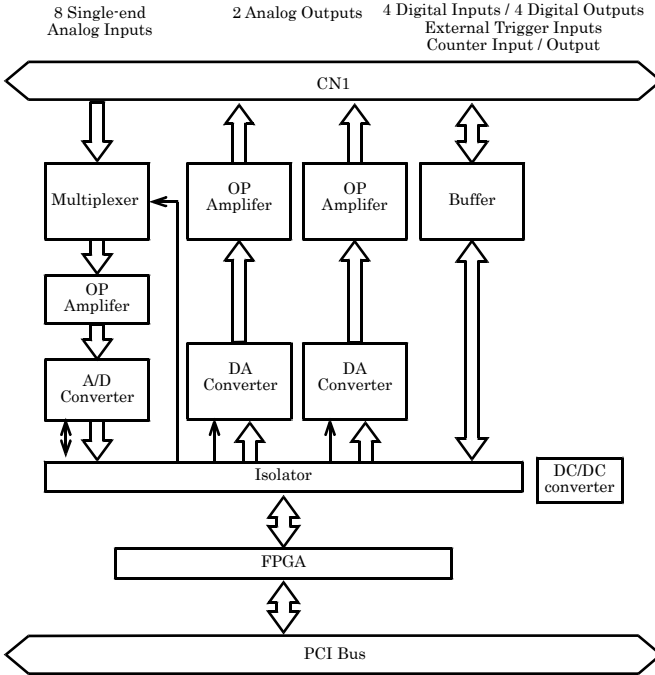 8 Single-end
Analog Inputs
2 Analog Outputs
4 Digital Inputs / 4 Digital Outputs
External Trigger Inputs
Counter Input / Output
CN1
Multiplexer
OP
Amplifer
OP
Amplifer
Buffer
OP
Amplifer
A/D
Converter
DA
Converter
DA
Converter
Isolator
DC/DC
converter
FPGA
PCI Bus